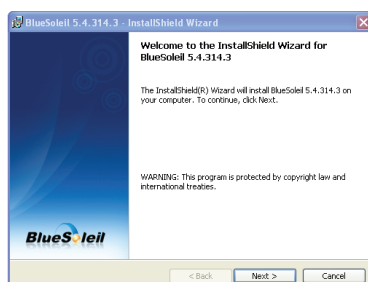 BlueSoleil 5.4.314.3 - InstallShield Wizard
Welcome to the InstallShield Wizard for
BlueSoleil 5.4.314.3
The InstallShield(R) Wizard will install BlueSoleil 5.4.314.3 on
your computer. To continue, click Next.
WARNING: This program is protected by copyright law and
international treaties.
BlueSoleil
< Back Next > Cancel